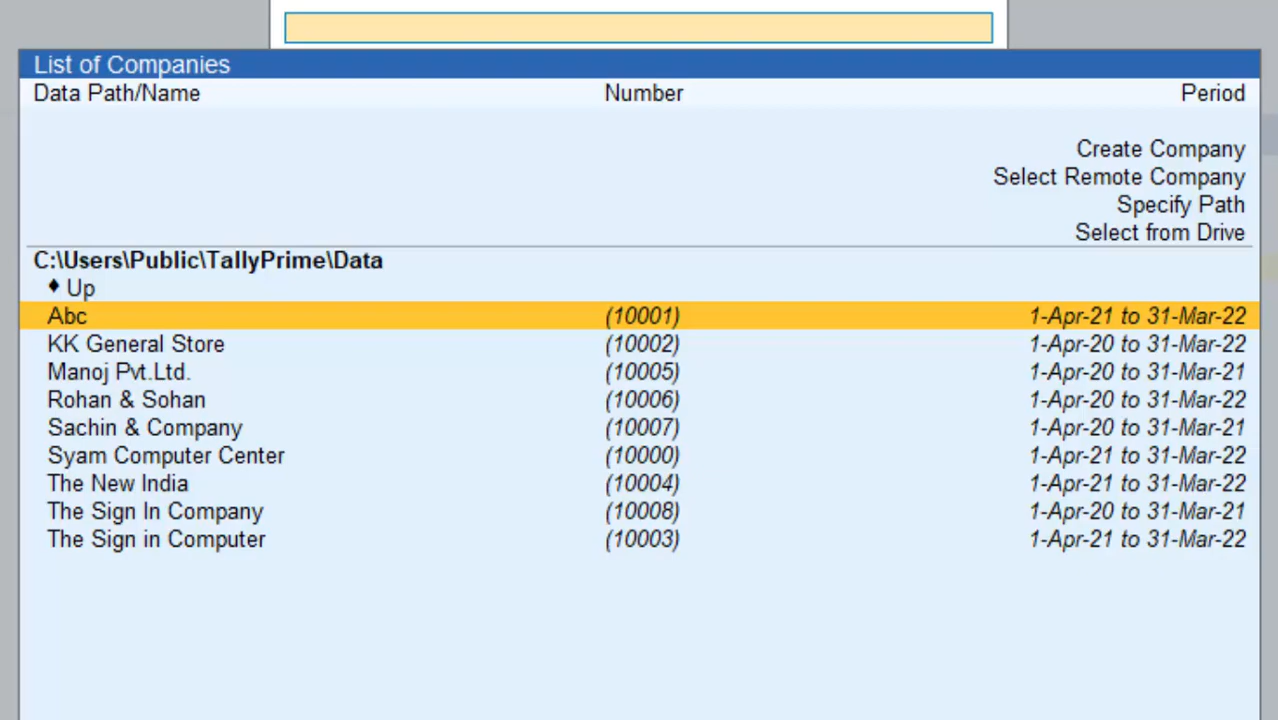 List of Companies
Data Path/Name Number Period
Create Company
Select Remote Company
Specify Path
Select from Drive
C:\Users\Public\TallyPrime\Data
♦ Up
Abc (10001) 1-Apr-21 to 31-Mar-22
KK General Store (10002) 1-Apr-20 to 31-Mar-22
Manoj Pvt.Ltd. (10005) 1-Apr-20 to 31-Mar-21
Rohan & Sohan (10006) 1-Apr-20 to 31-Mar-22
Sachin & Company (10007) 1-Apr-20 to 31-Mar-21
Syam Computer Center (10000) 1-Apr-21 to 31-Mar-22
The New India (10004) 1-Apr-21 to 31-Mar-22
The Sign In Company (10008) 1-Apr-20 to 31-Mar-21
The Sign in Computer (10003) 1-Apr-21 to 31-Mar-22